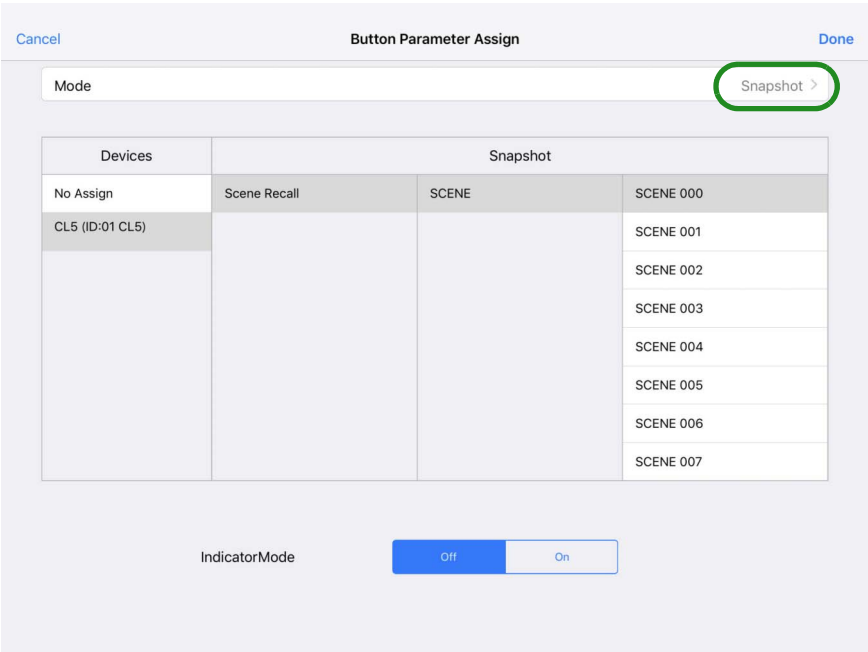 Cancel Button Parameter Assign Done
Mode Snapshot >
Devices Snapshot
No Assign Scene Recall SCENE SCENE 000
CL5 (ID:01 CL5) SCENE 001
SCENE 002
SCENE 003
SCENE 004
SCENE 005
SCENE 006
SCENE 007
IndicatorMode Off On